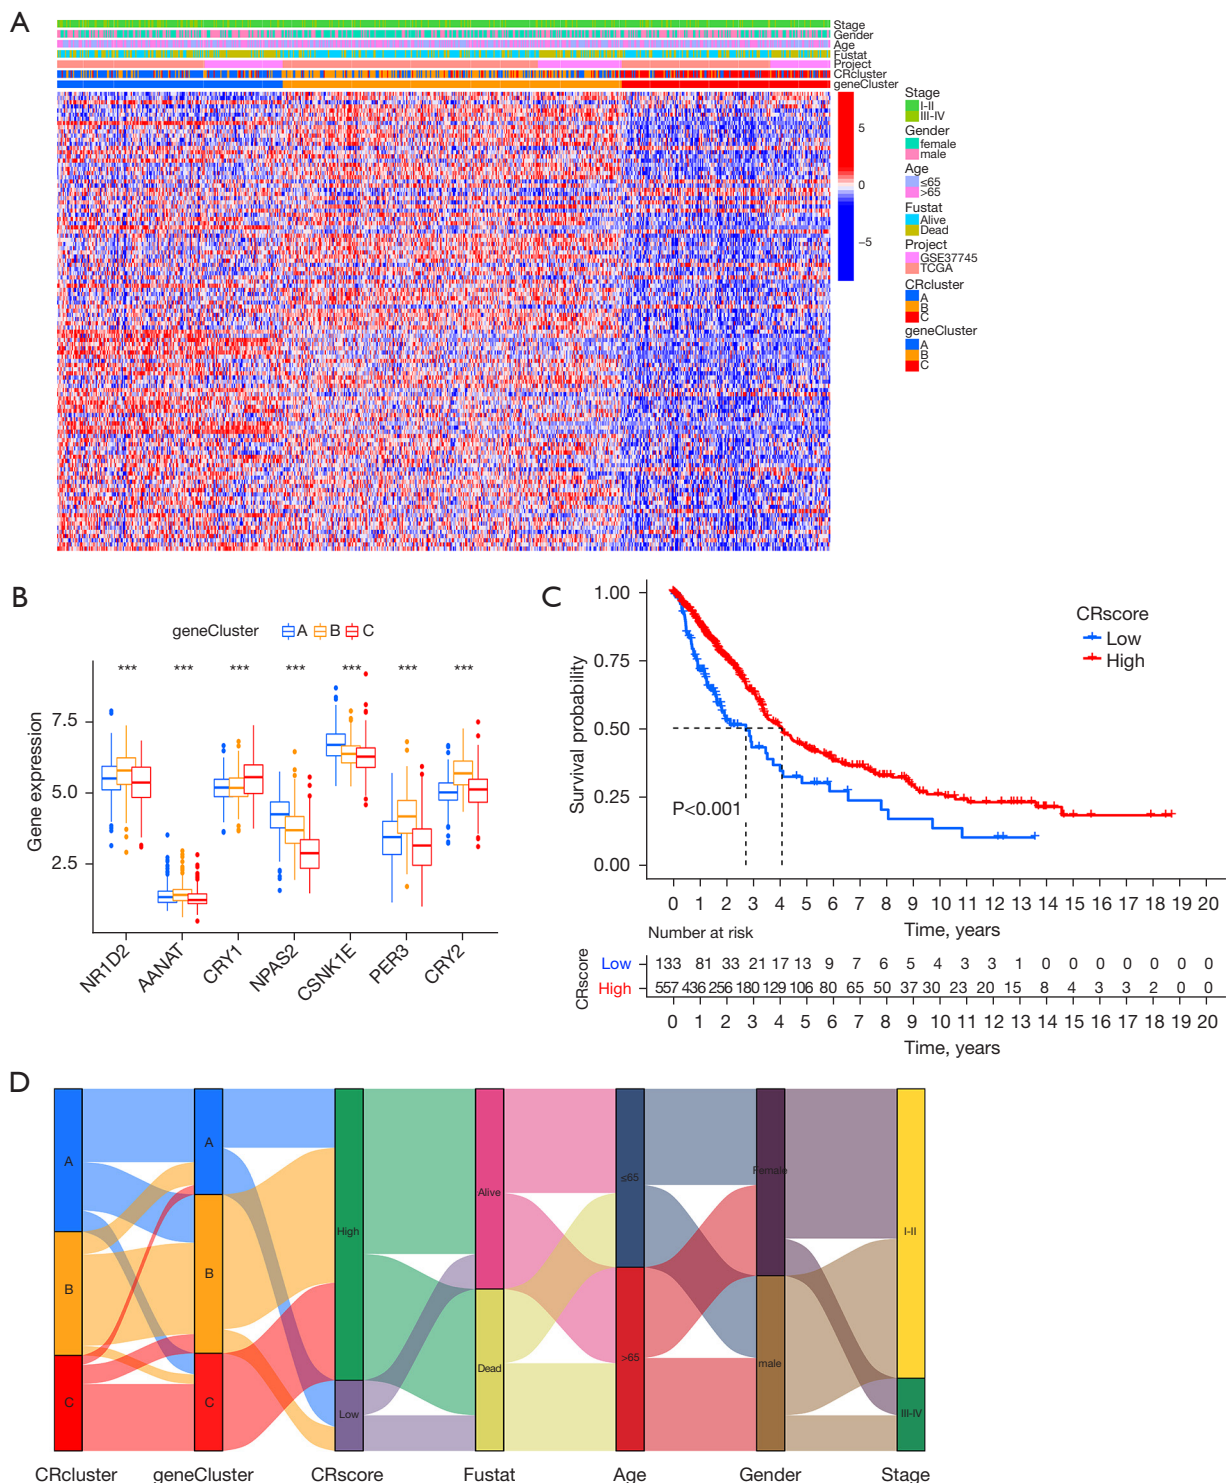 A
Stage
Gender
Age
Fustat
Project
CRcluster
geneCluster
5
0
−5
Stage
I-II
III-IV
Gender
female
male
Age
≤65
>65
Fustat
Alive
Dead
Project
GSE37745
TCGA
CRcluster
A
B
C
geneCluster
A
B
C
B
geneCluster A B C
*** *** *** *** *** *** ***
Gene expression
7.5
5.0
2.5
NR1D2 AANAT CRY1 NPAS2 CSNK1E PER3 CRY2
C
Survival probability
1.00
0.75
0.50
0.25
0.00
CRscore
Low
High
P<0.001
0 1 2 3 4 5 6 7 8 9 10 11 12 13 14 15 16 17 18 19 20
Time, years
Number at risk
CRscore
Low 133 81 33 21 17 13 9 7 6 5 4 3 3 1 0 0 0 0 0 0 0
High 557 436 256 180 129 106 80 65 50 37 30 23 20 15 8 4 3 3 2 0 0
0 1 2 3 4 5 6 7 8 9 10 11 12 13 14 15 16 17 18 19 20
Time, years
D
A
B
C
A
B
C
High
Low
Alive
Dead
≤65
>65
Female
male
I-II
III-IV
CRcluster geneCluster CRscore Fustat Age Gender Stage